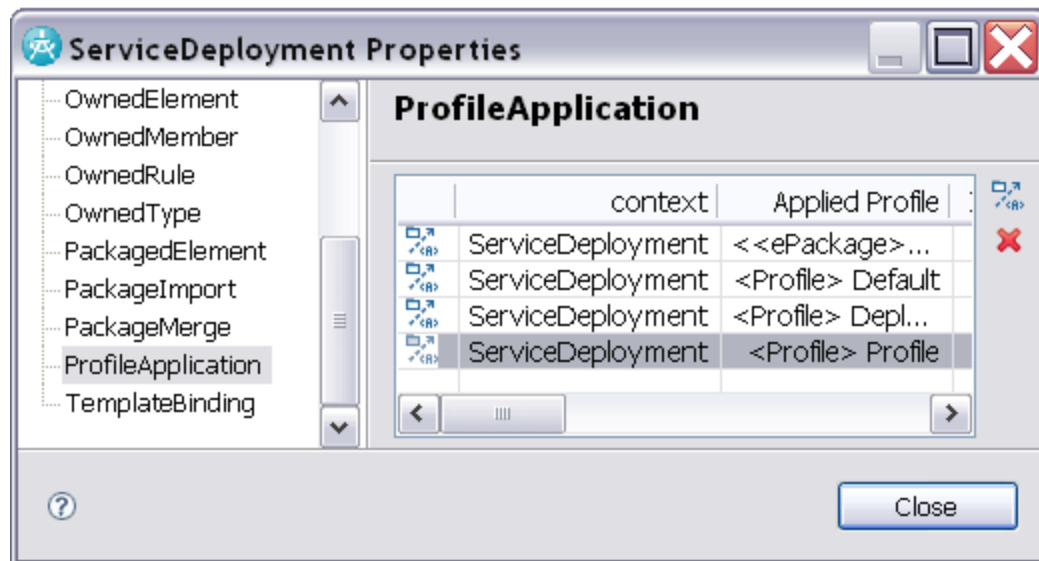 ServiceDeployment Properties
OwnedElement
OwnedMember
OwnedRule
OwnedType
PackagedElement
PackageImport
PackageMerge
ProfileApplication
TemplateBinding
ProfileApplication
context Applied Profile
ServiceDeployment <<ePackage>...
ServiceDeployment <Profile> Default
ServiceDeployment <Profile> Depl...
ServiceDeployment <Profile> Profile
Close